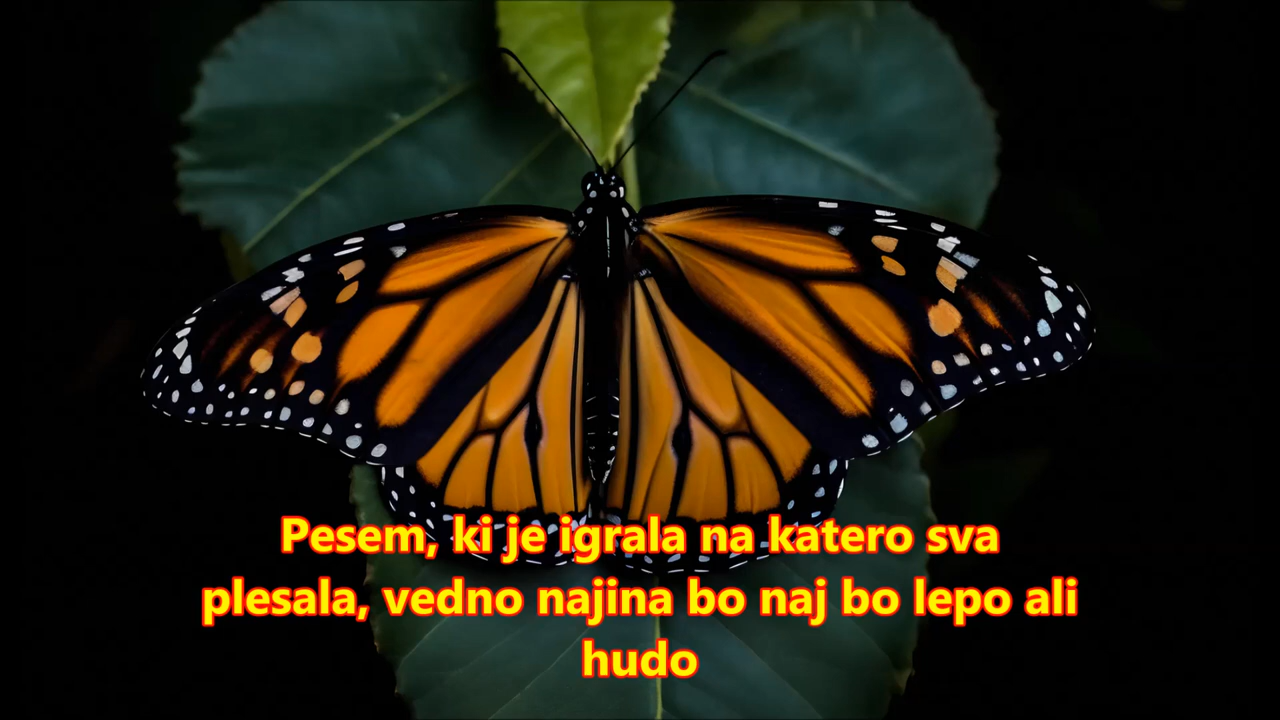 Pesem, ki je igrala na katero sva
plesala, vedno najina bo naj bo lepo ali
hudo